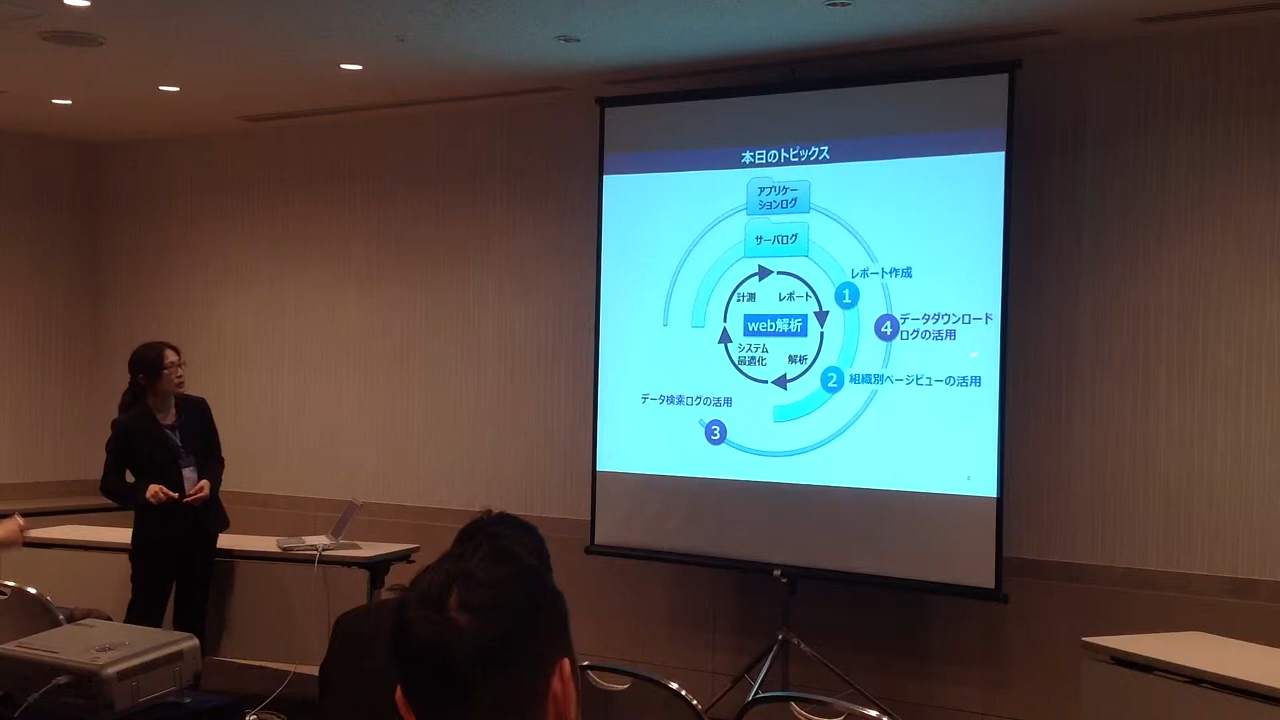 本日のトピックス
アプリケー
ションログ
サーバログ
レポート作成
1
計測
レポート
web解析
4
データダウンロード
ログの活用
システム
最適化
解析
2
組織別ページビューの活用
データ検索ログの活用
3
4